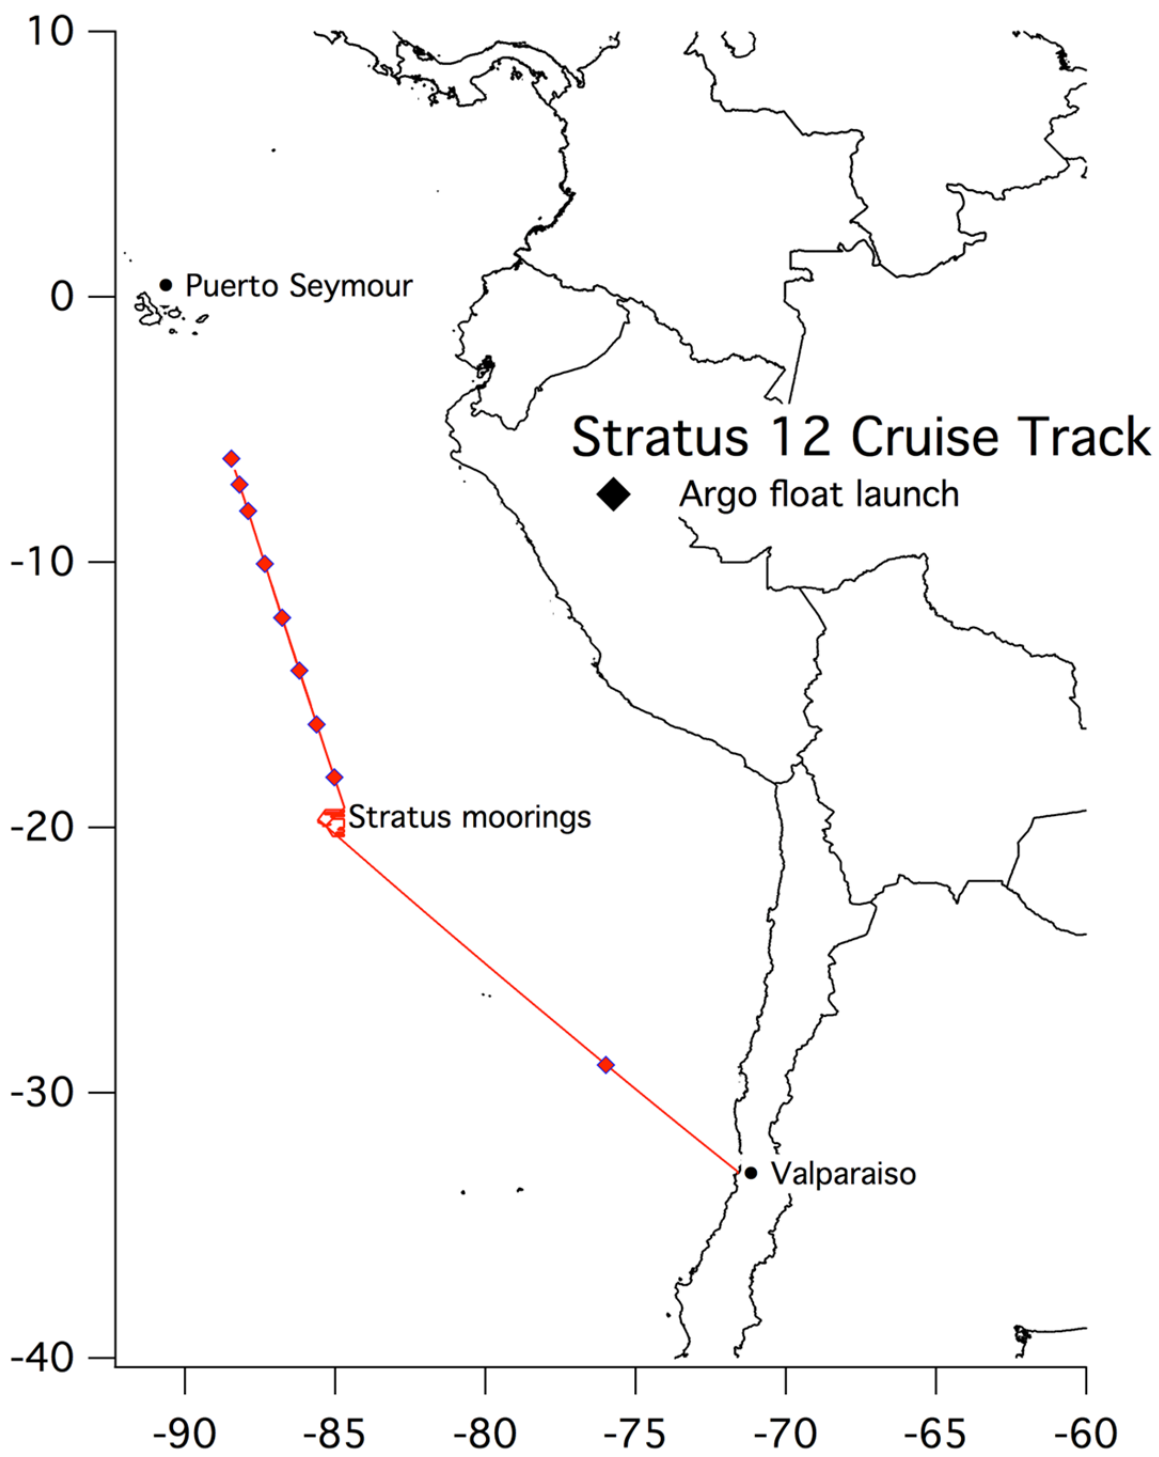 10
0
-10
-20
-30
-40
Puerto Seymour
Stratus 12 Cruise Track
Argo float launch
Stratus moorings
Valparaiso
-90 -85 -80 -75 -70 -65 -60